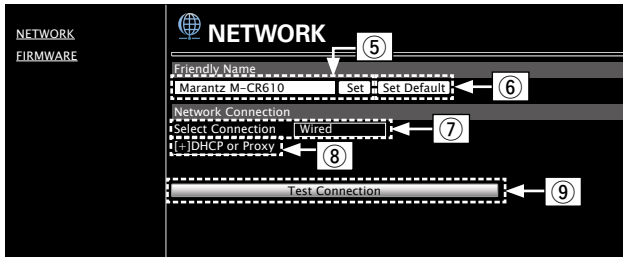 NETWORK
FIRMWARE
NETWORK
⑤
Friendly Name
Marantz M-CR610 Set Set Default ⑥
Network Connection
Select Connection Wired ⑦
[+]DHCP or Proxy ⑧
Test Connection ⑨